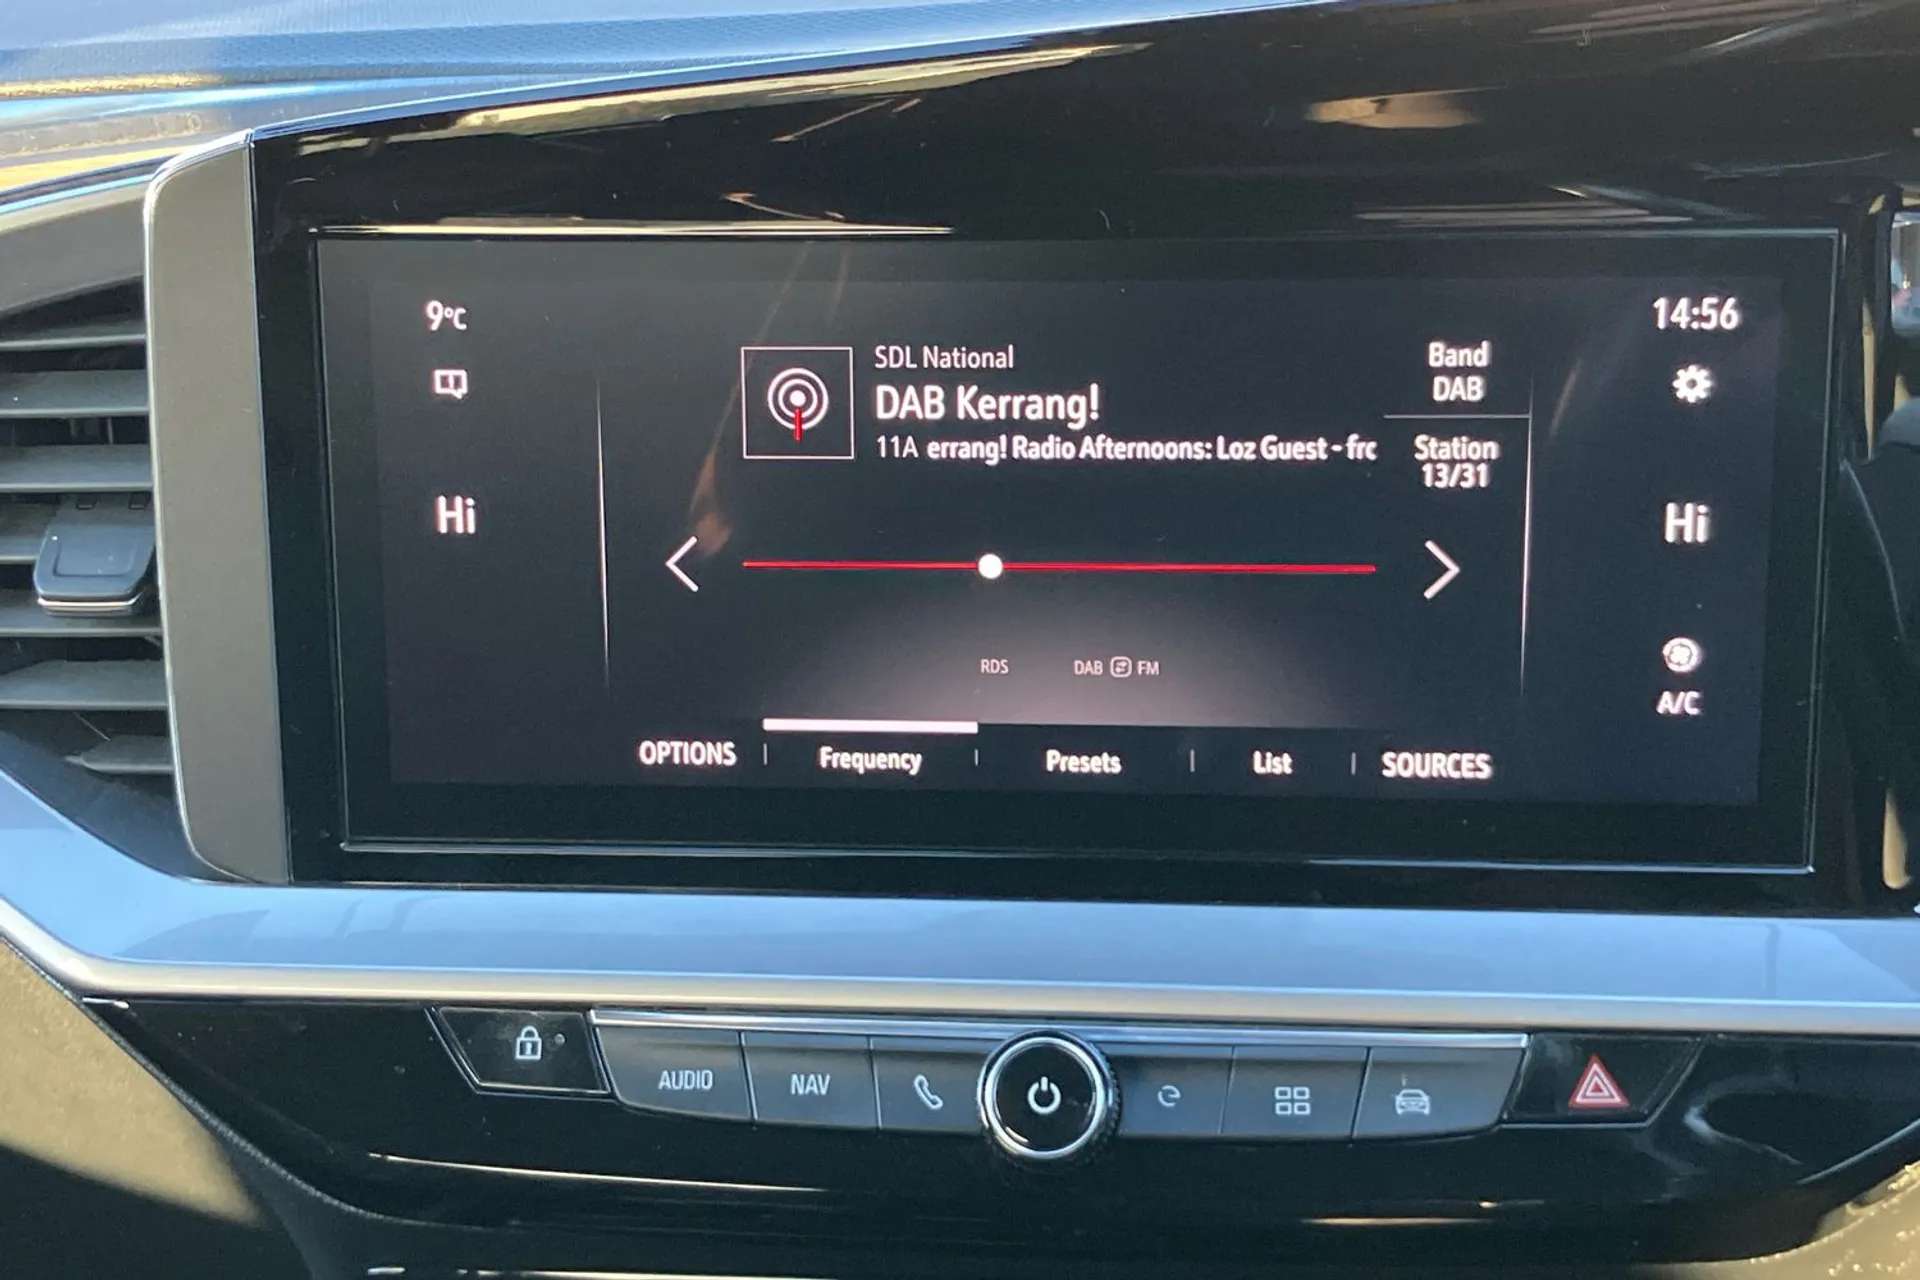 9°C
14:56
SDL National
DAB Kerrang!
11A errang! Radio Afternoons: Loz Guest - frc
Band
DAB
Station
13/31
Hi
Hi
RDS
DAB FM
A/C
OPTIONS
Frequency
Presets
List
SOURCES
AUDIO
NAV